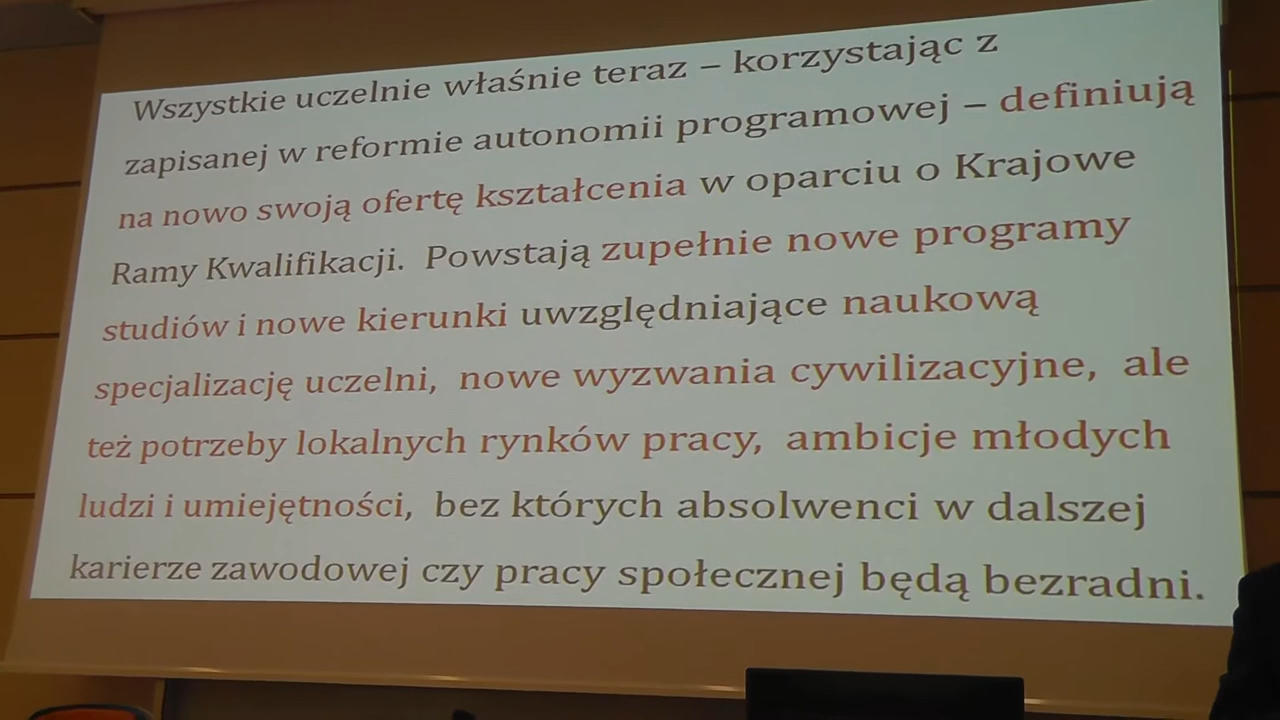 Wszystkie uczelnie właśnie teraz – korzystając z
zapisanej w reformie autonomii programowej – definiują
na nowo swoją ofertę kształcenia w oparciu o Krajowe
Ramy Kwalifikacji. Powstają zupełnie nowe programy
studiów i nowe kierunki uwzględniające naukową
specjalizację uczelni, nowe wyzwania cywilizacyjne, ale
też potrzeby lokalnych rynków pracy, ambicje młodych
ludzi i umiejętności, bez których absolwenci w dalszej
karierze zawodowej czy pracy społecznej będą bezradni.